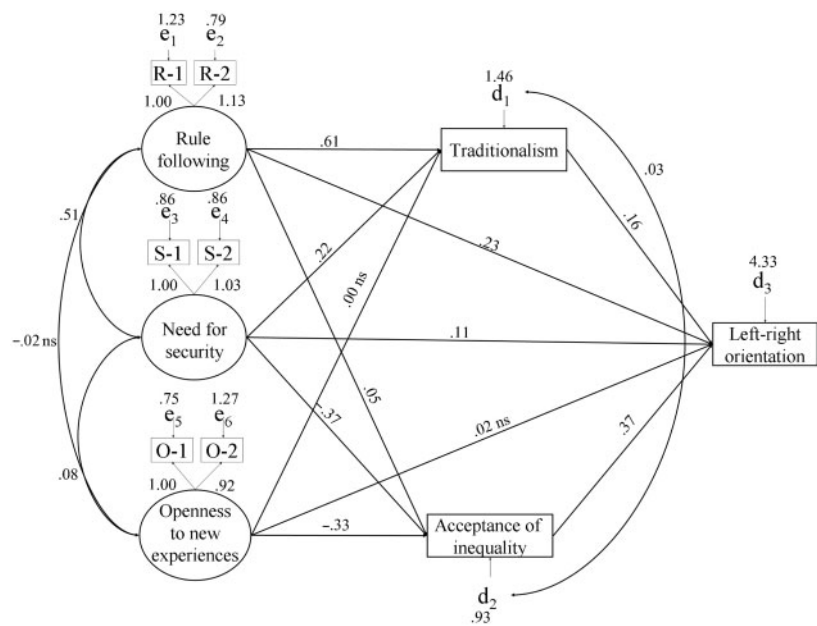 1.23 .79
e1 e2
R-1 R-2
1.00 1.13
Rule
following
.86 .86
e3 e4
S-1 S-2
1.00 1.03
Need for
security
.75 1.27
e5 e6
O-1 O-2
1.00 .92
Openness
to new
experiences
.51
−.02 ns
.08
.61
.22
.00 ns
.23
.11
.05
−.37
.02 ns
−.33
1.46
d1
Traditionalism
.03
.16
4.33
d3
Left-right
orientation
.37
Acceptance of
inequality
d2
.93